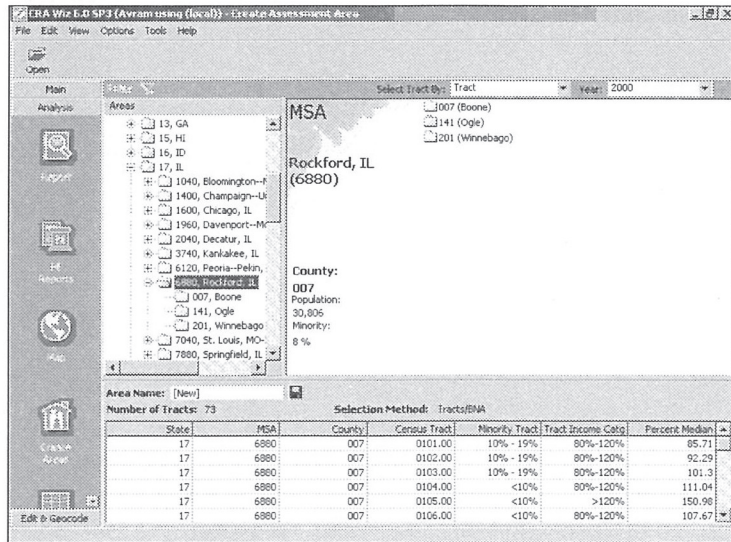 CRA Wiz 6.0 SP3 (Avram using (local)) - Create Assessment Area
File Edit View Options Tools Help
Open
Main
Select Tract By: Tract Year: 2000
Analysis
Areas
13, GA
15, HI
16, ID
17, IL
1040, Bloomington--N
1400, Champaign--U
1600, Chicago, IL
1960, Davenport--Mo
2040, Decatur, IL
3740, Kankakee, IL
6120, Peoria--Pekin,
6880, Rockford, IL
007, Boone
141, Ogle
201, Winnebago
7040, St. Louis, MO-
7880, Springfield, IL
MSA
Rockford, IL
(6880)
County:
007
Population:
30,806
Minority:
8 %
007 (Boone)
141 (Ogle)
201 (Winnebago)
Report
Reports
Map
Areas
Edit & Geocode
Area Name: [New]
Number of Tracts: 73 Selection Method: Tracts/BNA
State MSA County Census Tract Minority Tract Tract Income Catg Percent Median
17 6880 007 0101.00 10% - 19% 80%-120% 85.71
17 6880 007 0102.00 10% - 19% 80%-120% 92.29
17 6880 007 0103.00 10% - 19% 80%-120% 101.3
17 6880 007 0104.00 <10% 80%-120% 111.04
17 6880 007 0105.00 <10% >120% 150.98
17 6880 007 0106.00 <10% 80%-120% 107.67